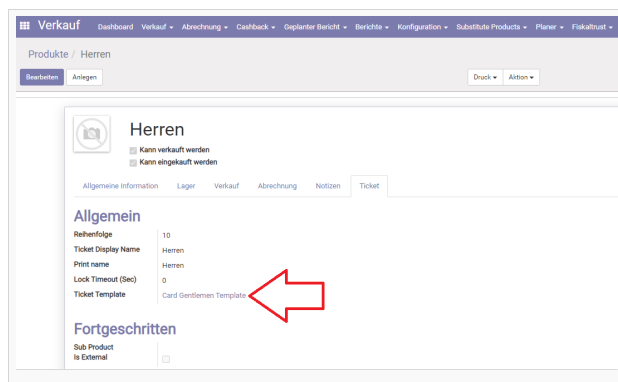 Verkauf Dashboard Verkauf Abrechnung Cashback Geplanter Bericht Berichte Konfiguration Substitute Products Planer Fiskaltrust
Produkte / Herren
Bearbeiten Anlegen Druck Aktion
Herren
Kann verkauft werden
Kann eingekauft werden
Allgemeine Information Lager Verkauf Abrechnung Notizen Ticket
Allgemein
Reihenfolge 10
Ticket Display Name Herren
Print name Herren
Lock Timeout (Sec) 0
Ticket Template Card Gentlemen Template
Fortgeschritten
Sub Product
Is External